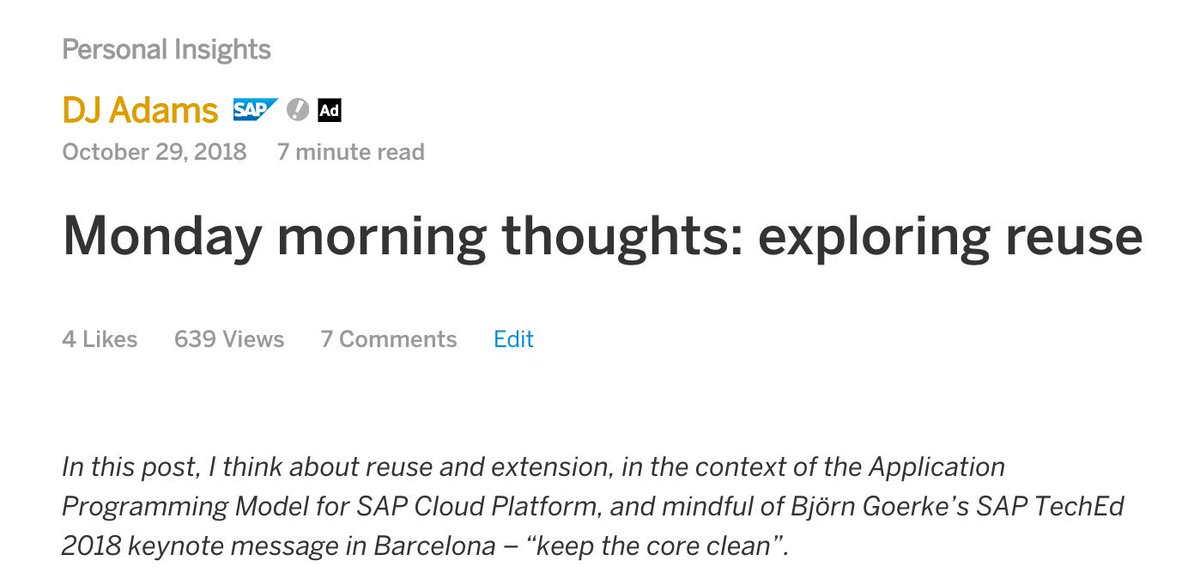 Personal Insights
DJ Adams SAP Ad
October 29, 2018 7 minute read
Monday morning thoughts: exploring reuse
4 Likes 639 Views 7 Comments Edit
In this post, I think about reuse and extension, in the context of the Application
Programming Model for SAP Cloud Platform, and mindful of Björn Goerke’s SAP TechEd
2018 keynote message in Barcelona – “keep the core clean”.